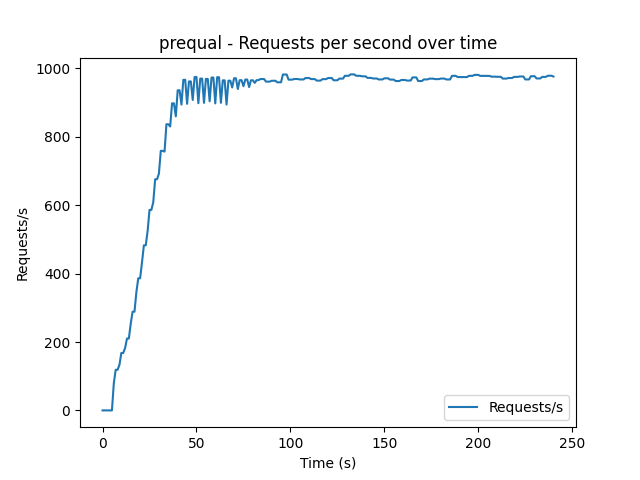 prequal - Requests per second over time
1000
800
600
400
200
0
Requests/s
0 50 100 150 200 250
Time (s)
Requests/s